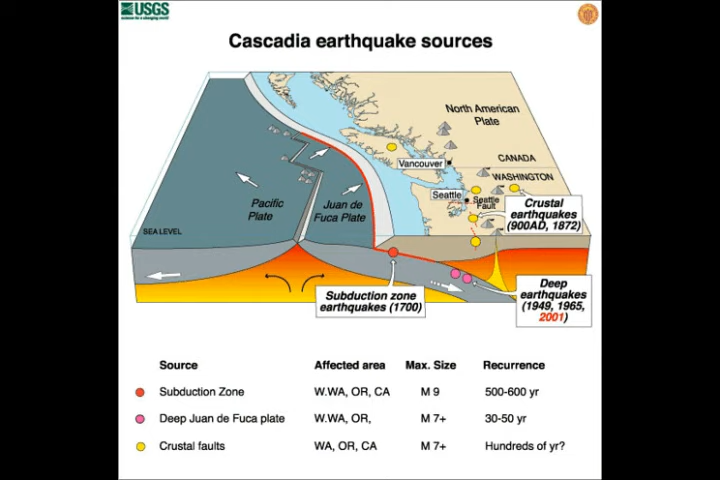 USGS
science for a changing world
Cascadia earthquake sources
North American
Plate
Vancouver
CANADA
WASHINGTON
Seattle
Seattle
Fault
Crustal
earthquakes
(900AD, 1872)
Pacific
Plate
Juan de
Fuca Plate
SEA LEVEL
Subduction zone
earthquakes (1700)
Deep
earthquakes
(1949, 1965,
2001)
Source Affected area Max. Size Recurrence
Subduction Zone W.WA, OR, CA M 9 500-600 yr
Deep Juan de Fuca plate W.WA, OR, M 7+ 30-50 yr
Crustal faults WA, OR, CA M 7+ Hundreds of yr?